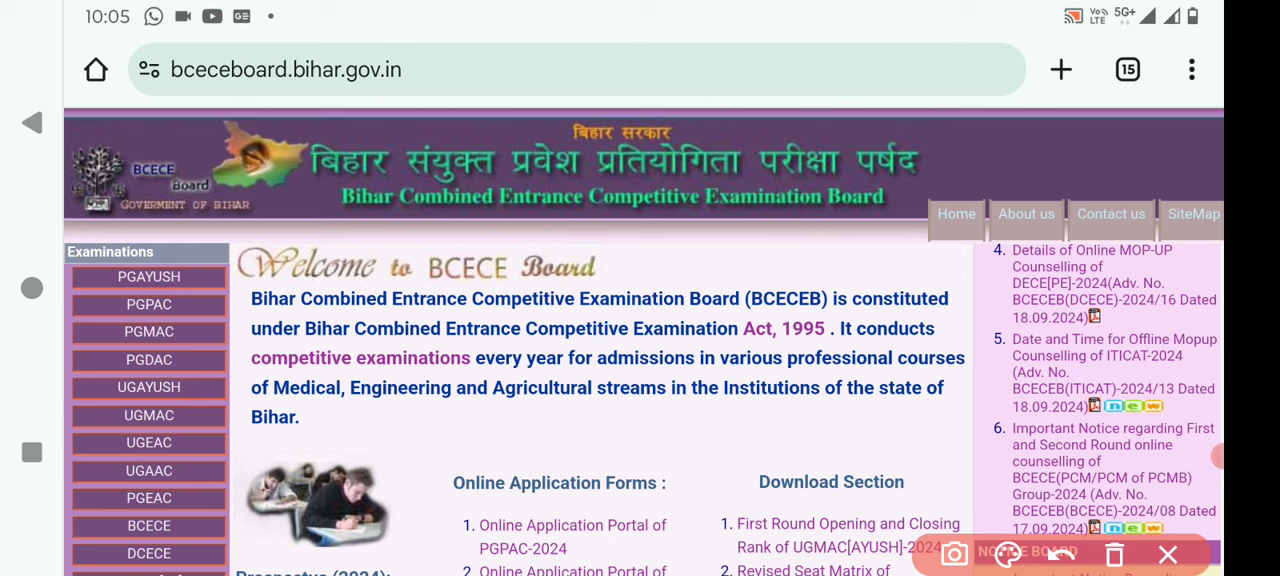 10:05
VoLTE 5G+
bceceboard.bihar.gov.in
15
बिहार सरकार
बिहार संयुक्त प्रवेश प्रतियोगिता परीक्षा पर्षद
Bihar Combined Entrance Competitive Examination Board
BCECE
Board
GOVERMENT OF BIHAR
Home
About us
Contact us
SiteMap
Examinations
PGAYUSH
PGPAC
PGMAC
PGDAC
UGAYUSH
UGMAC
UGEAC
UGAAC
PGEAC
BCECE
DCECE
Welcome to BCECE Board
Bihar Combined Entrance Competitive Examination Board (BCECEB) is constituted
under Bihar Combined Entrance Competitive Examination Act, 1995 . It conducts
competitive examinations every year for admissions in various professional courses
of Medical, Engineering and Agricultural streams in the Institutions of the state of
Bihar.
Online Application Forms :
1. Online Application Portal of
PGPAC-2024
2. Online Application Portal of
Download Section
1. First Round Opening and Closing
Rank of UGMAC[AYUSH]-2024
2. Revised Seat Matrix of
Prospectus (2024):
4. Details of Online MOP-UP
Counselling of
DECE[PE]-2024(Adv. No.
BCECEB(DCECE)-2024/16 Dated
18.09.2024)
5. Date and Time for Offline Mopup
Counselling of ITICAT-2024
(Adv. No.
BCECEB(ITICAT)-2024/13 Dated
18.09.2024) new
6. Important Notice regarding First
and Second Round online
counselling of
BCECE(PCM/PCM of PCMB)
Group-2024 (Adv. No.
BCECEB(BCECE)-2024/08 Dated
17.09.2024) new
NOTICE BOARD